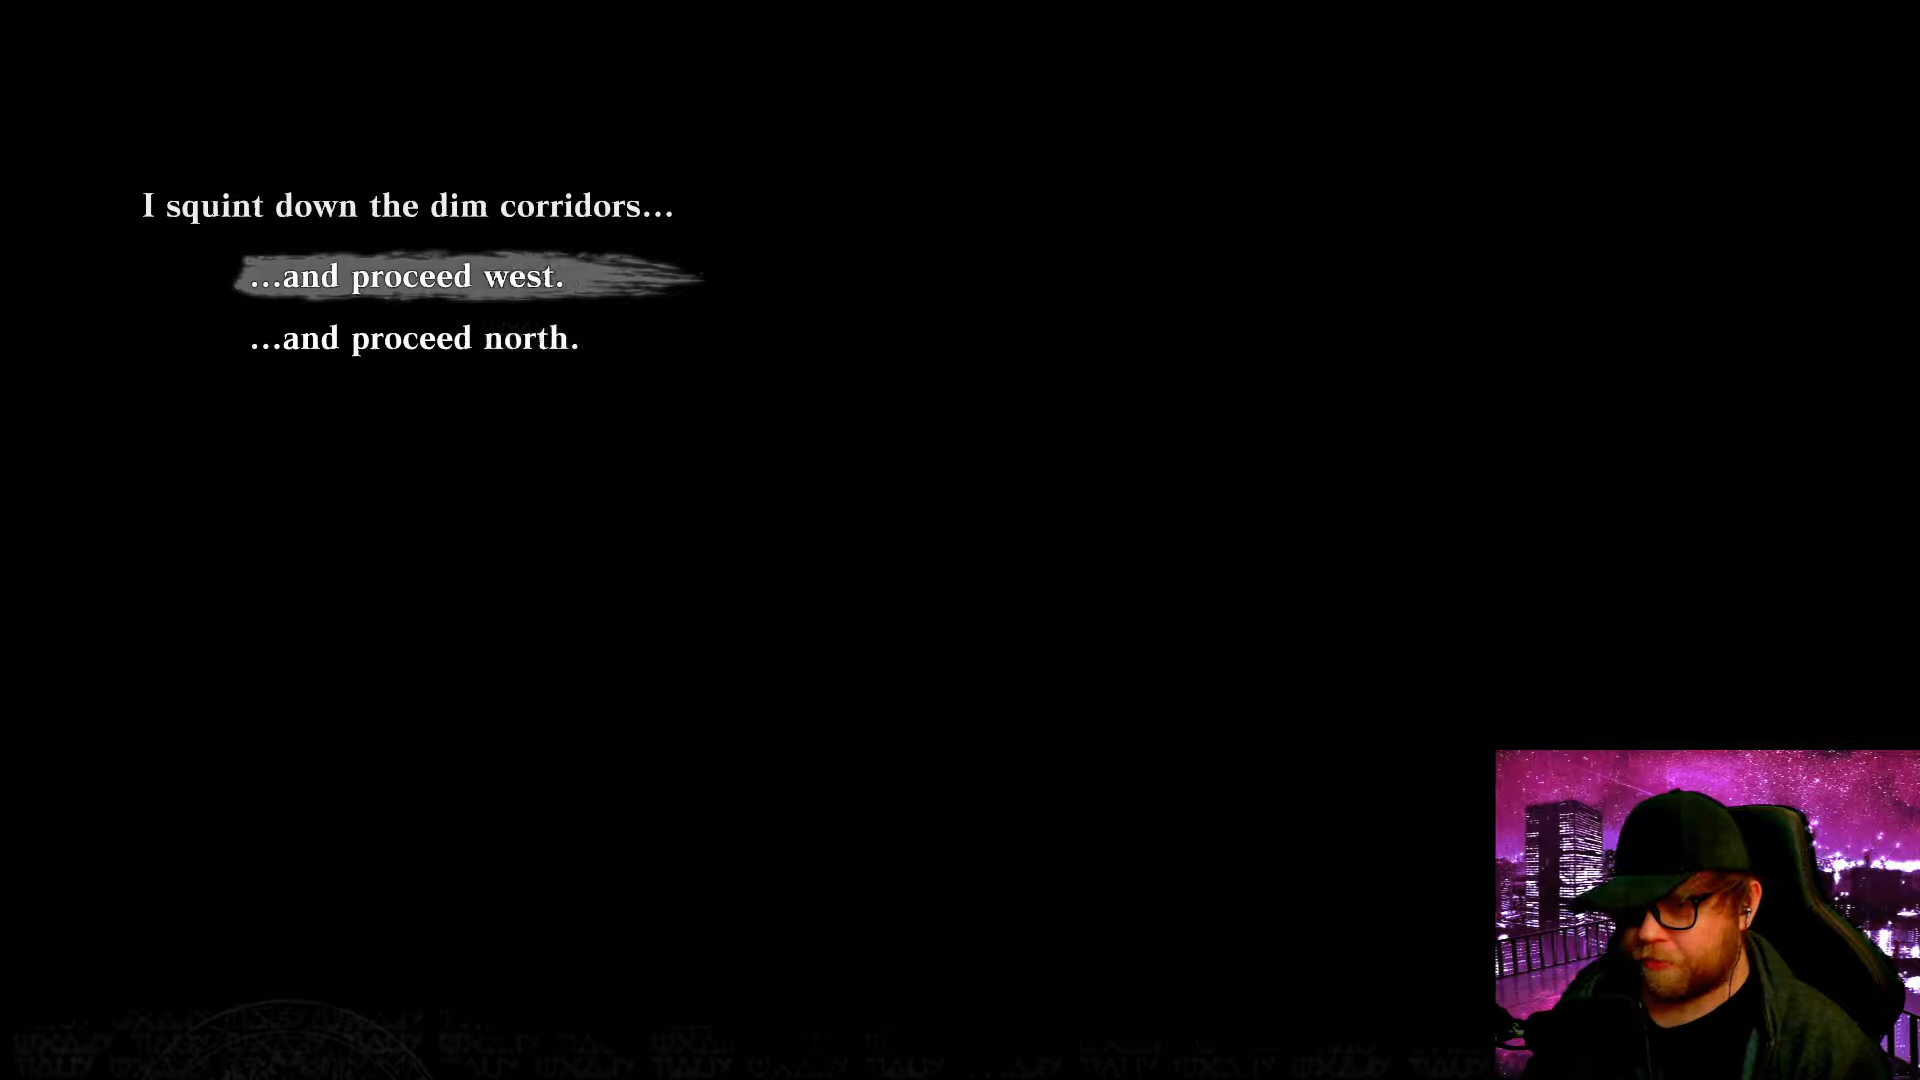 I squint down the dim corridors...
...and proceed west.
...and proceed north.